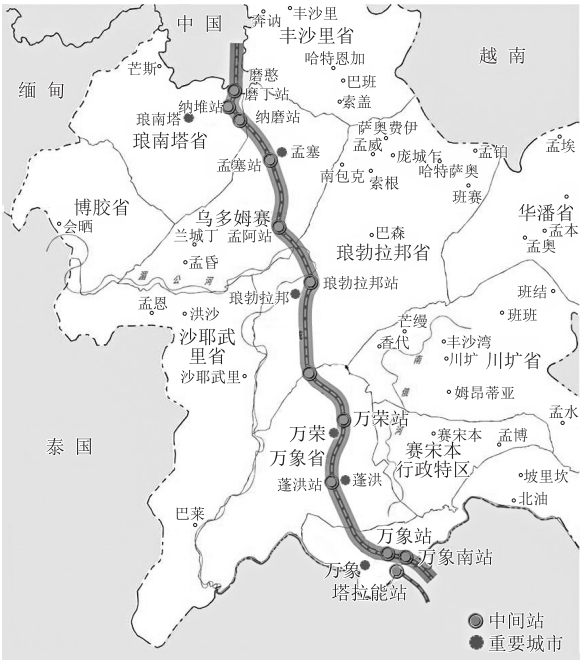 中国
奔讷
丰沙里
丰沙里省
越南
缅甸
芒斯
磨憨
哈特恩加
磨丁站
巴班
纳堆站
索盖
琅南塔
纳磨站
琅南塔省
萨奥费伊
孟威
庞城乍
孟铂
孟埃
孟塞站
孟塞
南包克
索根
哈特萨奥
班赛
博胶省
乌多姆赛
华潘省
会晒
兰城丁
孟阿站
巴森
孟本
孟奥
琅勃拉邦省
孟昏
湄公河
琅勃拉邦站
琅勃拉邦
班结
孟恩
洪沙
芒缦
班班
沙耶武
里省
香代
丰沙湾
川圹
川圹省
南俄河
沙耶武里
姆昂蒂亚
万荣站
孟水
万荣
赛宋本
孟博
泰国
万象省
赛宋本
行政特区
蓬洪站
蓬洪
坡里坎
巴莱
北油
万象站
万象南站
万象
塔拉能站
中间站
重要城市